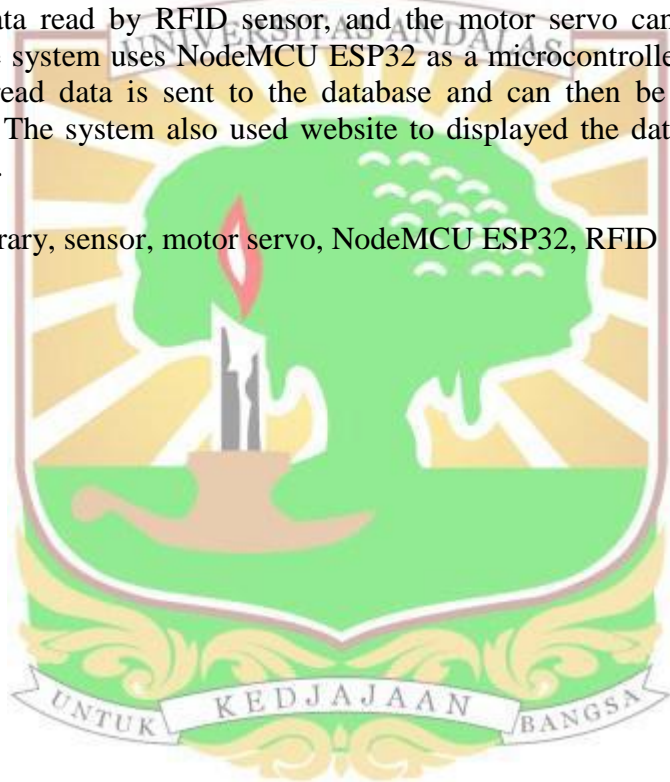 ata read by RFID sensor, and the motor servo can
UNIVERSITAS ANDALAS
e system uses NodeMCU ESP32 as a microcontrolle
read data is sent to the database and can then be
The system also used website to displayed the dat
.
rary, sensor, motor servo, NodeMCU ESP32, RFID
UNTUK KEDJAJAAN BANGSA